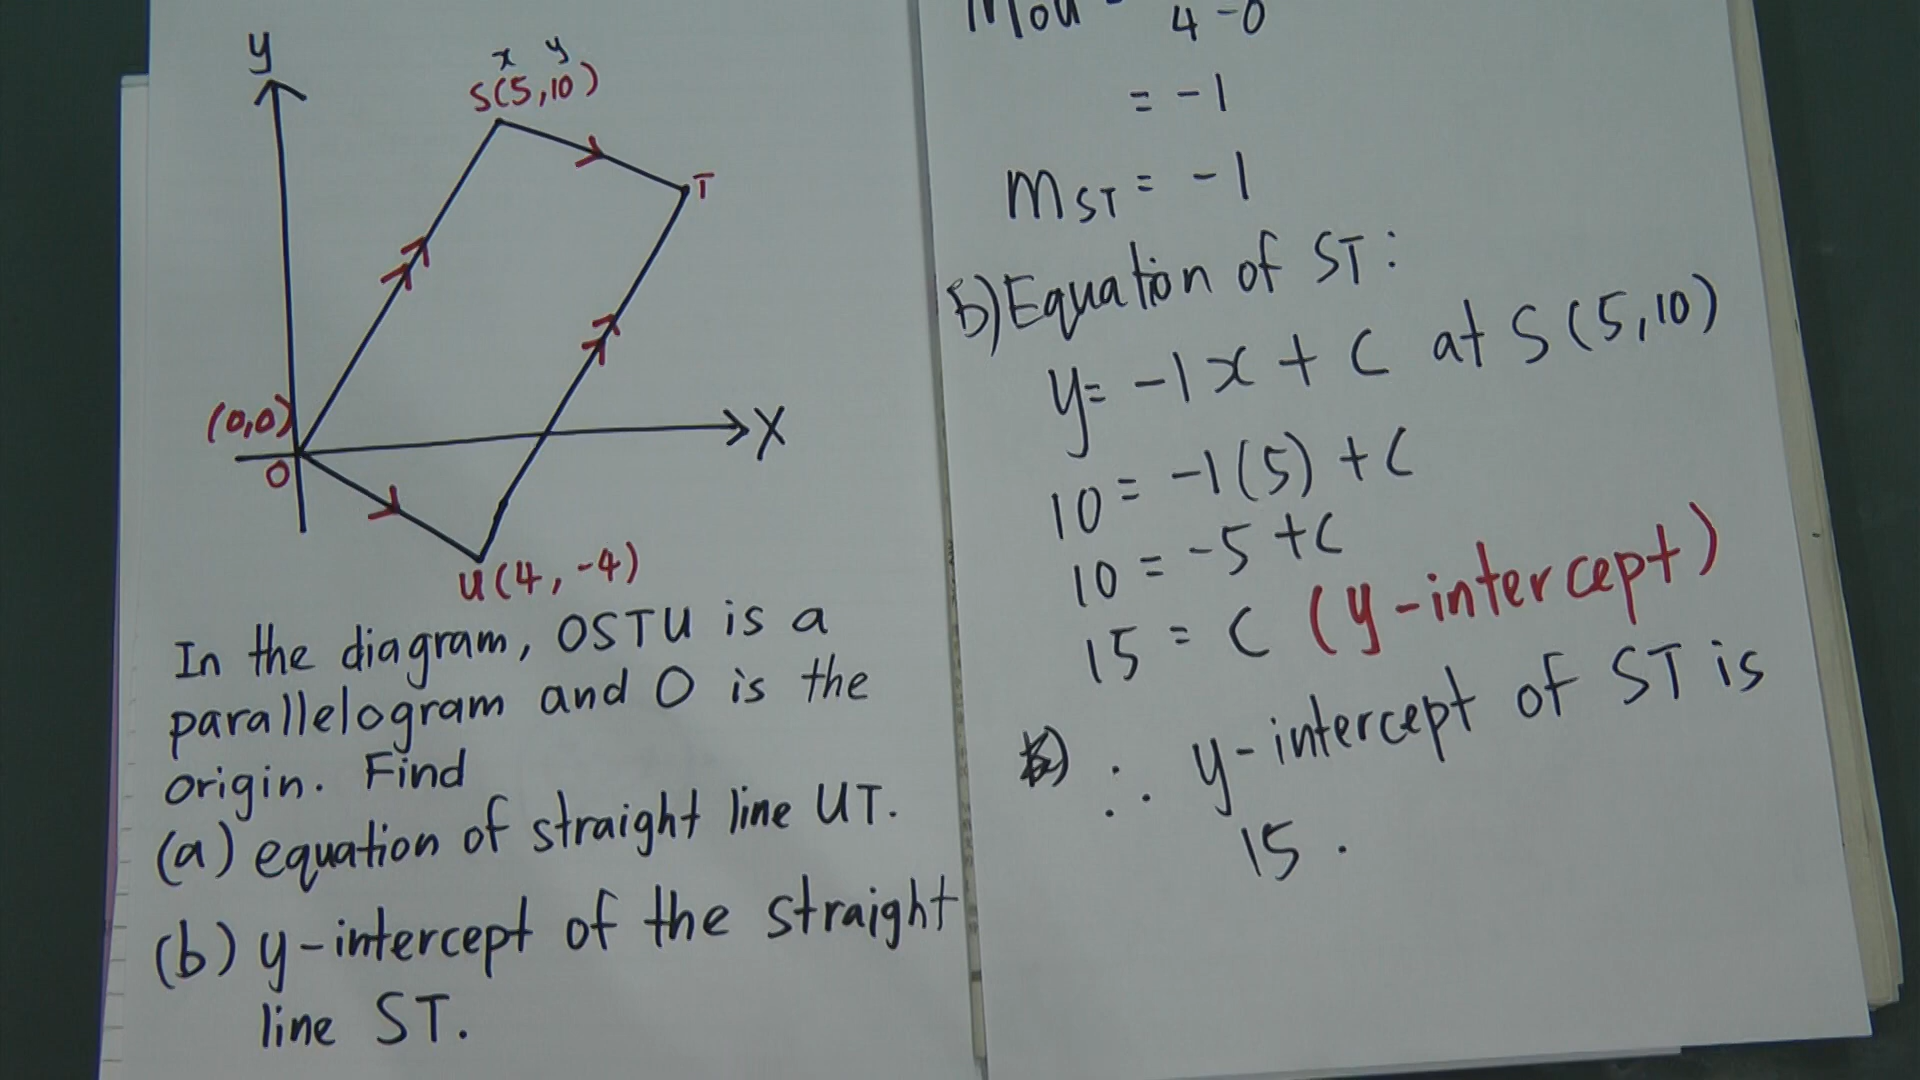 y
x y
S(5,10)
T
(0,0)
O
X
U(4,-4)
In the diagram, OSTU is a
parallelogram and O is the
origin. Find
(a) equation of straight line UT.
(b) y-intercept of the straight
line ST.
4-0
= -1
mST = -1
b) Equation of ST:
y = -1x + C at S(5,10)
10 = -1(5) + C
10 = -5 + C
15 = C (y-intercept)
∴ y-intercept of ST is
15.